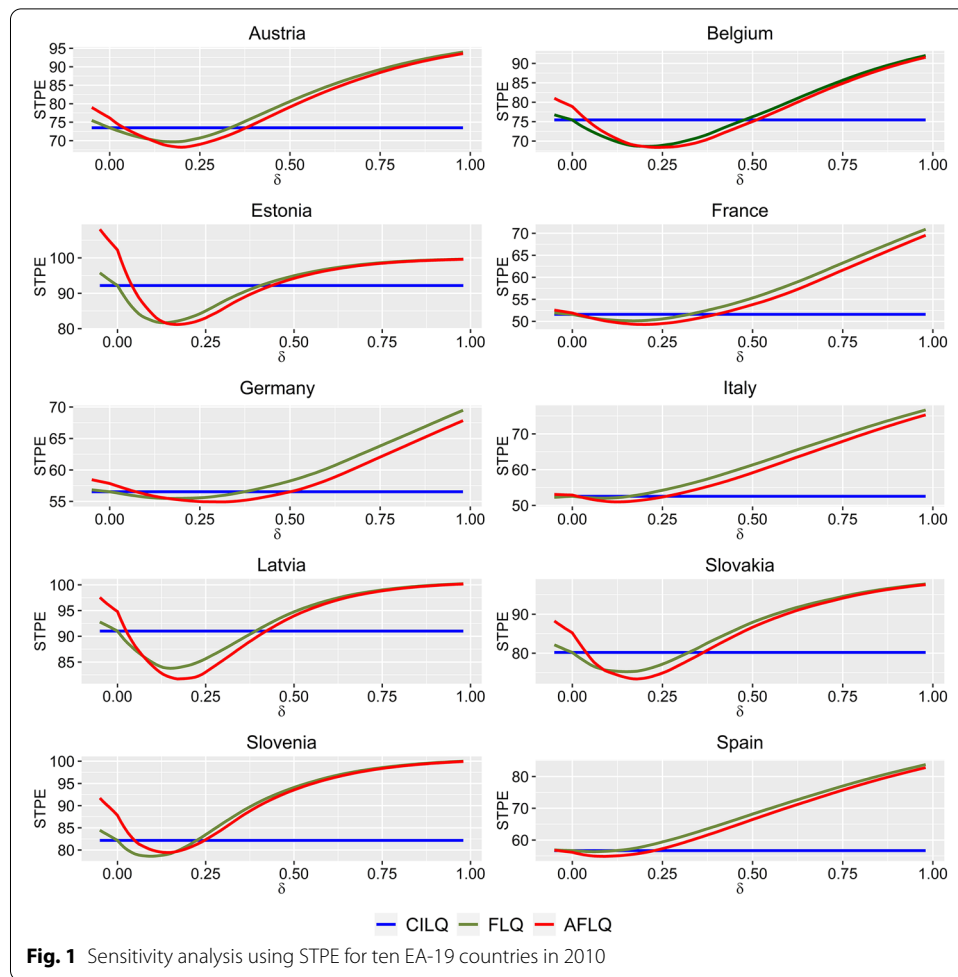 Austria
STPE
95
90
85
80
75
70
0.00 0.25 0.50 0.75 1.00
δ
Belgium
STPE
90
85
80
75
70
0.00 0.25 0.50 0.75 1.00
δ
Estonia
STPE
100
90
80
0.00 0.25 0.50 0.75 1.00
δ
France
STPE
70
65
60
55
50
0.00 0.25 0.50 0.75 1.00
δ
Germany
STPE
70
65
60
55
0.00 0.25 0.50 0.75 1.00
δ
Italy
STPE
70
60
50
0.00 0.25 0.50 0.75 1.00
δ
Latvia
STPE
100
95
90
85
0.00 0.25 0.50 0.75 1.00
δ
Slovakia
STPE
90
80
0.00 0.25 0.50 0.75 1.00
δ
Slovenia
STPE
100
95
90
85
80
0.00 0.25 0.50 0.75 1.00
δ
Spain
STPE
80
70
60
0.00 0.25 0.50 0.75 1.00
δ
CILQ FLQ AFLQ
Fig. 1 Sensitivity analysis using STPE for ten EA-19 countries in 2010